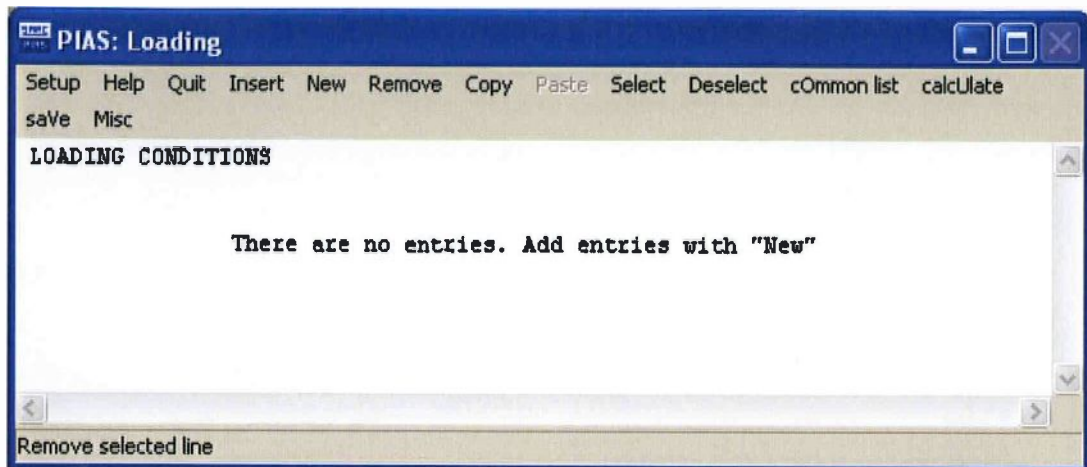 PIAS: Loading
Setup Help Quit Insert New Remove Copy Paste Select Deselect cOmmon list calcUlate
saVe Misc
LOADING CONDITIONS
There are no entries. Add entries with "New"
Remove selected line